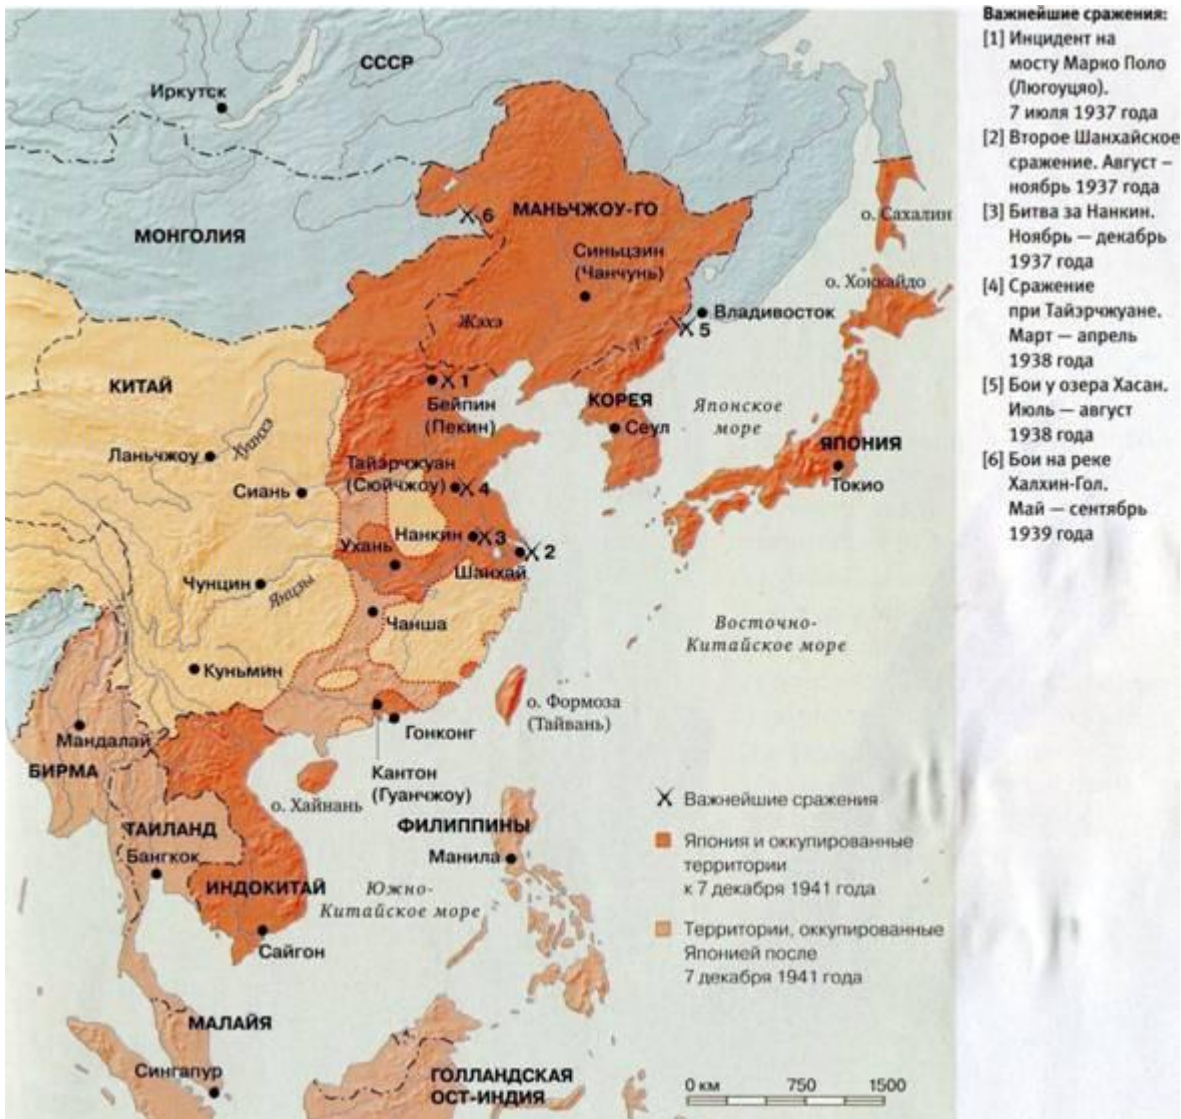 СССР
Иркутск
МОНГОЛИЯ
6
МАНЬЧЖОУ-ГО
о. Сахалин
Синьцзин
(Чанчунь)
о. Хоккайдо
Жэхэ
Владивосток
5
КИТАЙ
1
Бейпин
(Пекин)
КОРЕЯ
Сеул
Японское
море
ЯПОНИЯ
Токио
Хуанхэ
Ланьчжоу
Сиань
Тайэрчжуан
(Сюйчжоу)
4
Нанкин
3
Ухань
2
Шанхай
Чунцин
Янцзы
Чанша
Восточно-
Китайское море
Куньмин
о. Формоза
(Тайвань)
Гонконг
Мандалай
БИРМА
Кантон
(Гуанчжоу)
о. Хайнань
ТАИЛАНД
Бангкок
ФИЛИППИНЫ
Манила
ИНДОКИТАЙ
Южно-
Китайское море
Сайгон
МАЛАЙЯ
Сингапур
ГОЛЛАНДСКАЯ
ОСТ-ИНДИЯ
Важнейшие сражения
Япония и оккупированные
территории
к 7 декабря 1941 года
Территории, оккупированные
Японией после
7 декабря 1941 года
0 км 750 1500
Важнейшие сражения:
[1] Инцидент на
мосту Марко Поло
(Люгоуцяо).
7 июля 1937 года
[2] Второе Шанхайское
сражение. Август –
ноябрь 1937 года
[3] Битва за Нанкин.
Ноябрь — декабрь
1937 года
[4] Сражение
при Тайэрчжуане.
Март — апрель
1938 года
[5] Бои у озера Хасан.
Июль — август
1938 года
[6] Бои на реке
Халхин-Гол.
Май — сентябрь
1939 года